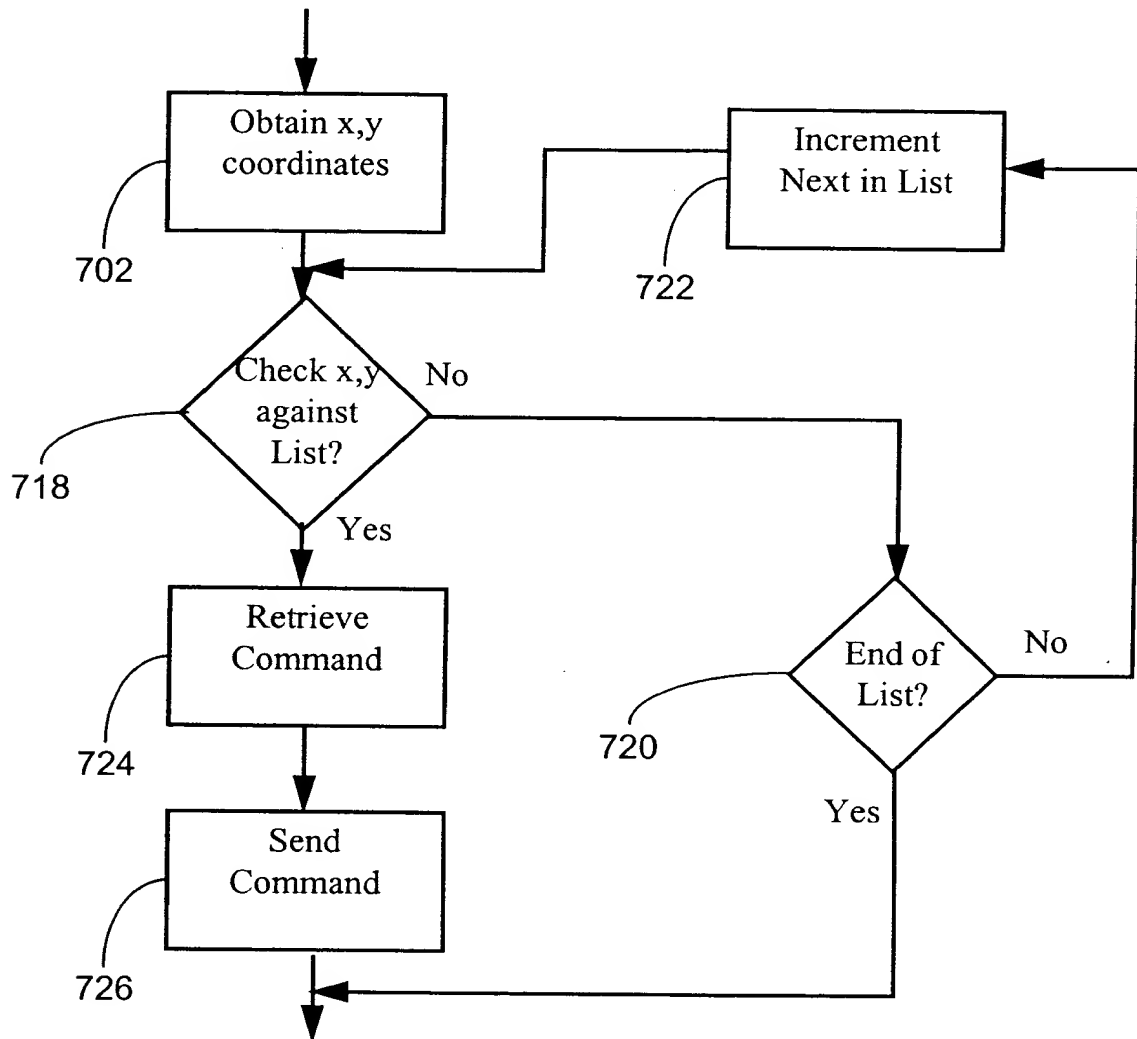 Obtain x,y
coordinates
702
Increment
Next in List
722
Check x,y
against
List?
No
718
Yes
Retrieve
Command
724
End of
List?
No
720
Yes
Send
Command
726